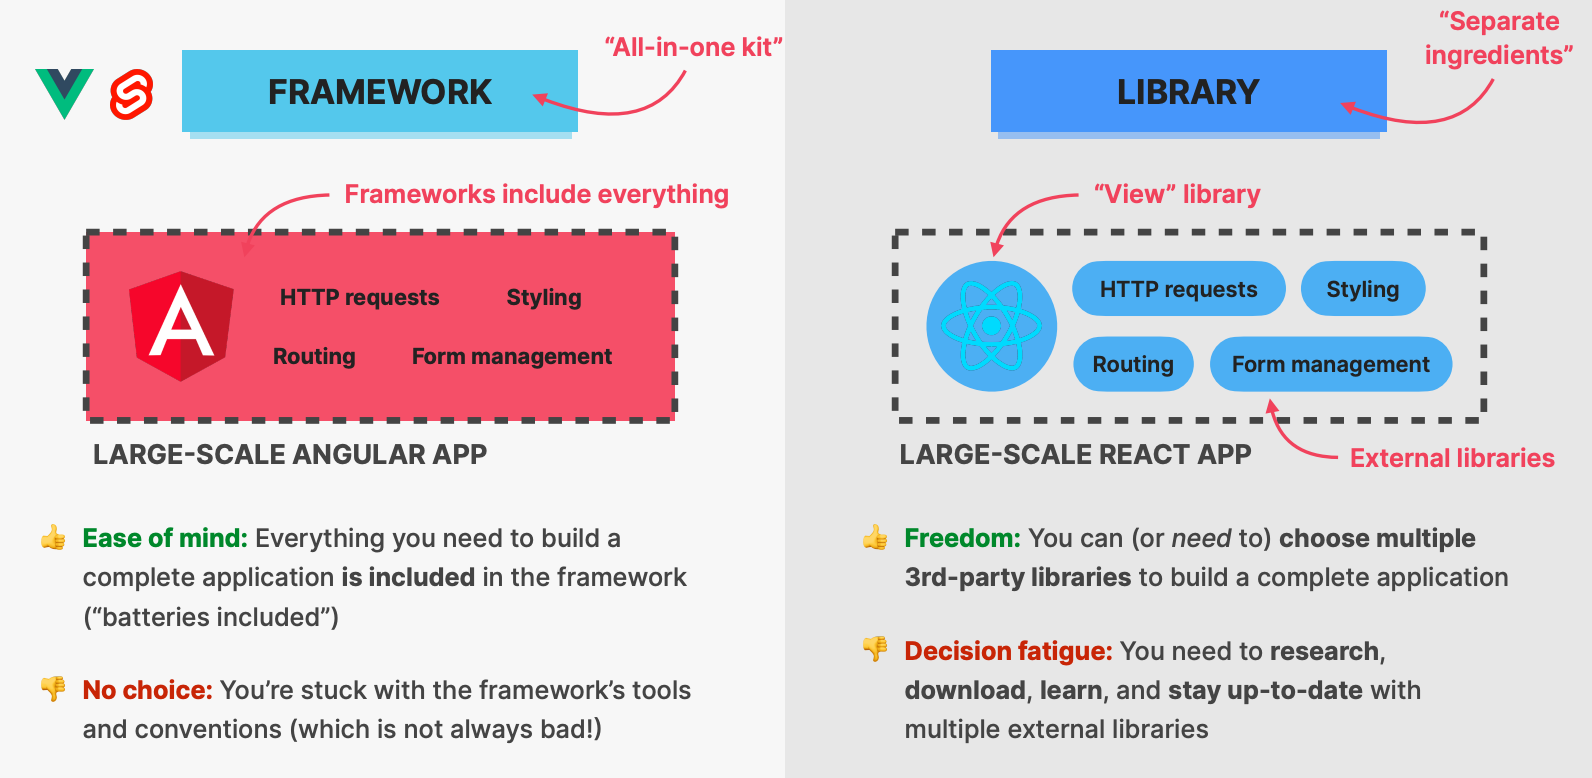 “All-in-one kit”
FRAMEWORK
Frameworks include everything
HTTP requests
Styling
Routing
Form management
LARGE-SCALE ANGULAR APP
Ease of mind: Everything you need to build a
complete application is included in the framework
(“batteries included”)
No choice: You’re stuck with the framework’s tools
and conventions (which is not always bad!)
“Separate
ingredients”
LIBRARY
“View” library
HTTP requests
Styling
Routing
Form management
LARGE-SCALE REACT APP
External libraries
Freedom: You can (or need to) choose multiple
3rd-party libraries to build a complete application
Decision fatigue: You need to research,
download, learn, and stay up-to-date with
multiple external libraries